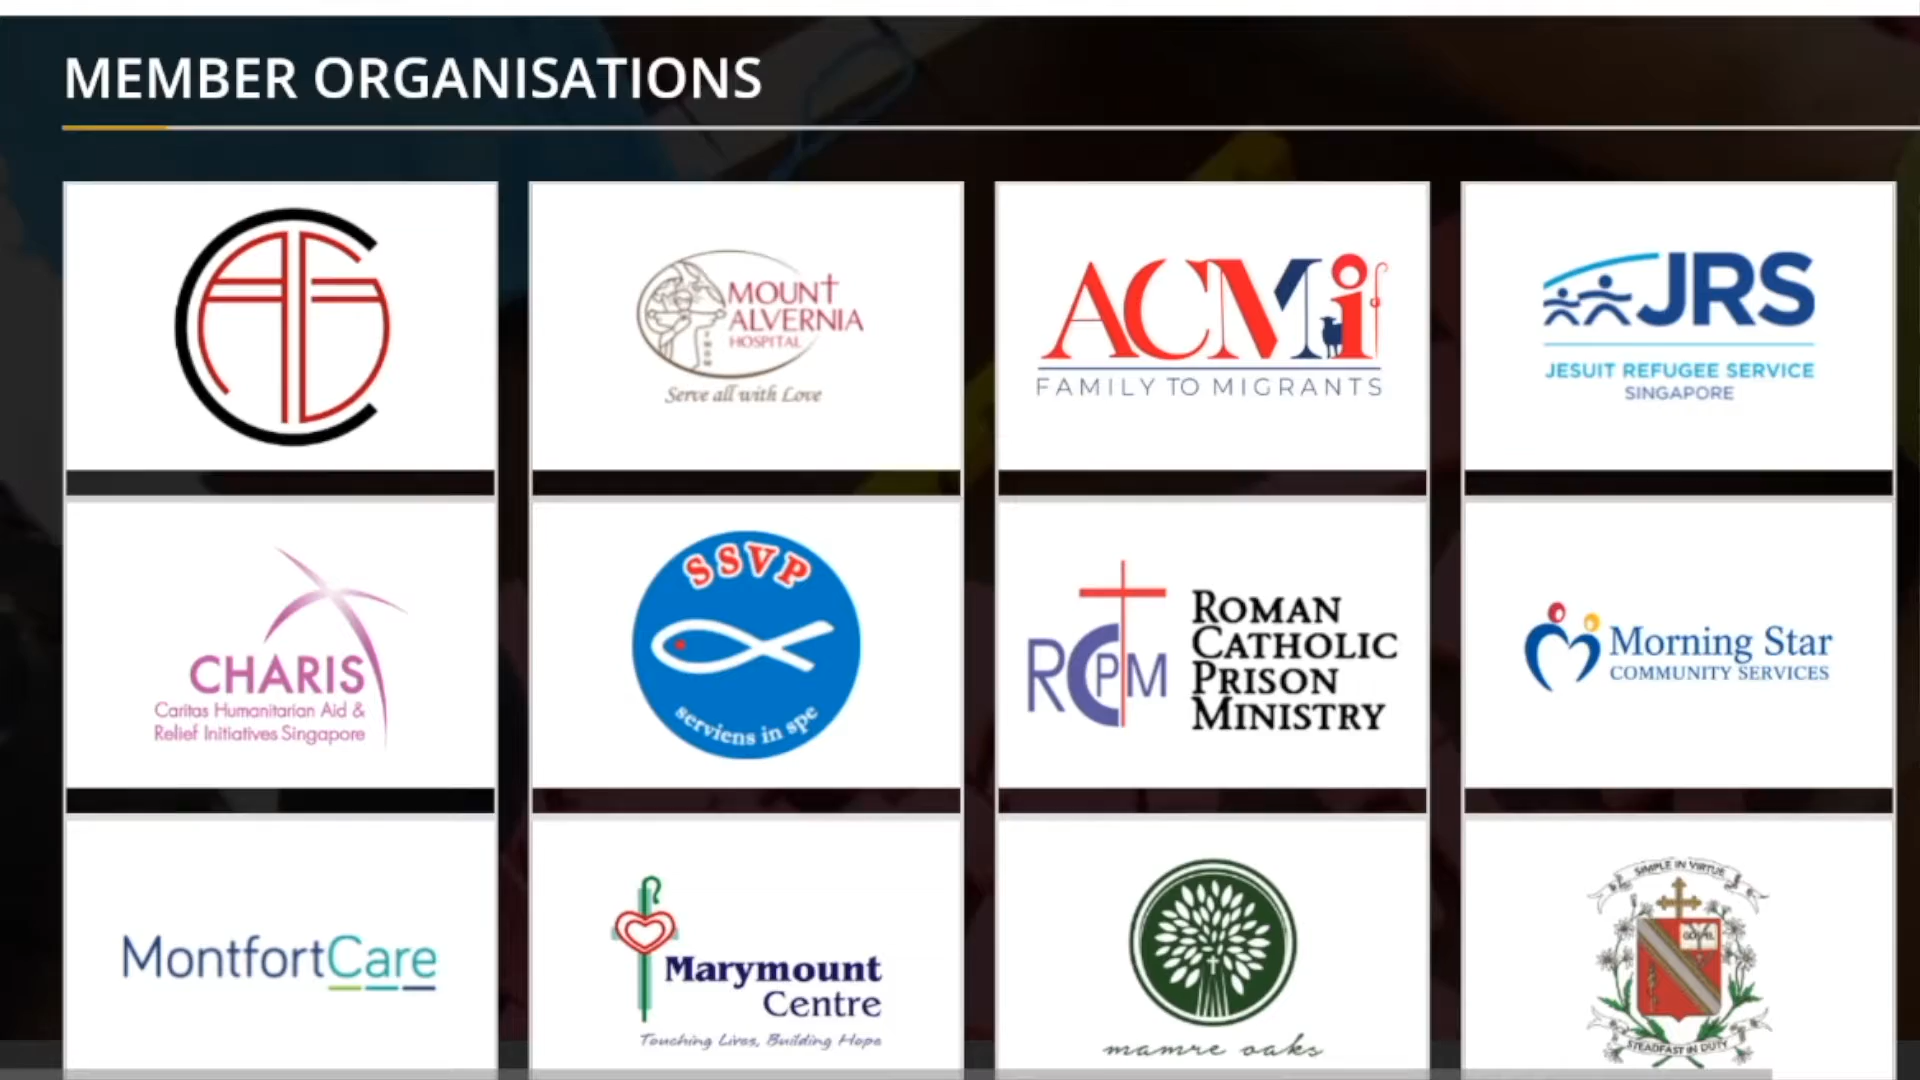 MEMBER ORGANISATIONS
MOUNT
ALVERNIA
HOSPITAL
Serve all with Love
ACMi
FAMILY TO MIGRANTS
JRS
JESUIT REFUGEE SERVICE
SINGAPORE
CHARIS
Caritas Humanitarian Aid &
Relief Initiatives Singapore
SSVP
serviens in spe
RCPM
ROMAN
CATHOLIC
PRISON
MINISTRY
Morning Star
COMMUNITY SERVICES
MontfortCare
Marymount
Centre
Touching Lives, Building Hope
mamre oaks
SIMPLE IN VIRTUE
GOSPEL
STEADFAST IN DUTY